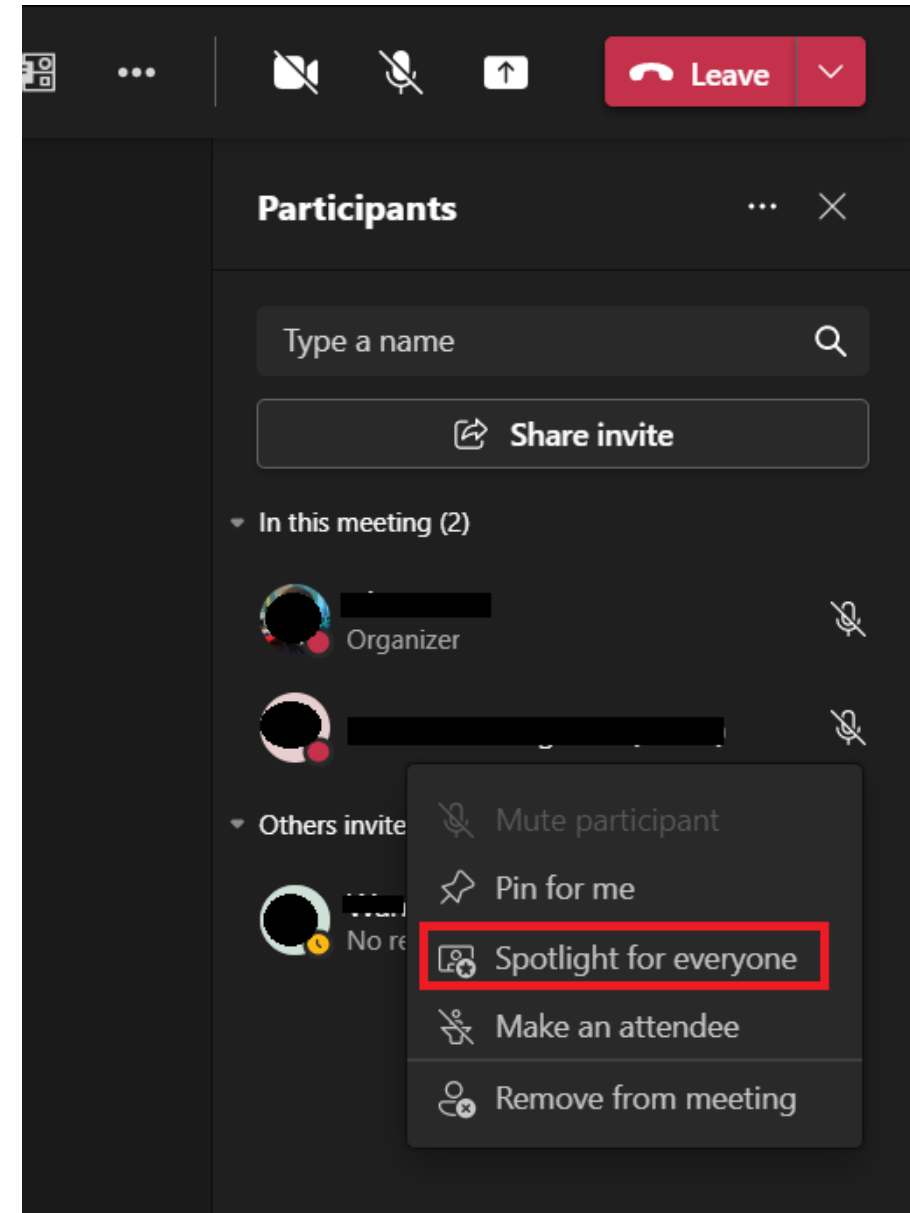 Leave
Participants
Type a name
Share invite
In this meeting (2)
Organizer
Others invite
Mute participant
Pin for me
No re
Spotlight for everyone
Make an attendee
Remove from meeting